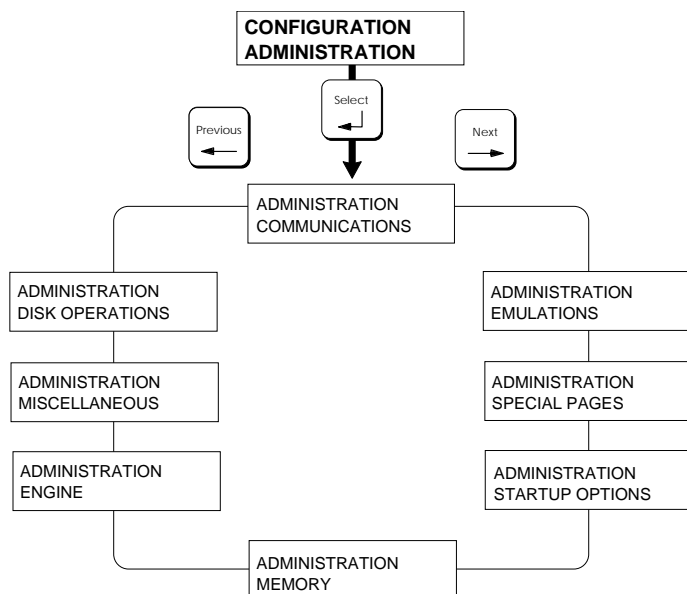 CONFIGURATION
ADMINISTRATION
Select
Previous
Next
ADMINISTRATION
COMMUNICATIONS
ADMINISTRATION
DISK OPERATIONS
ADMINISTRATION
EMULATIONS
ADMINISTRATION
MISCELLANEOUS
ADMINISTRATION
SPECIAL PAGES
ADMINISTRATION
ENGINE
ADMINISTRATION
STARTUP OPTIONS
ADMINISTRATION
MEMORY